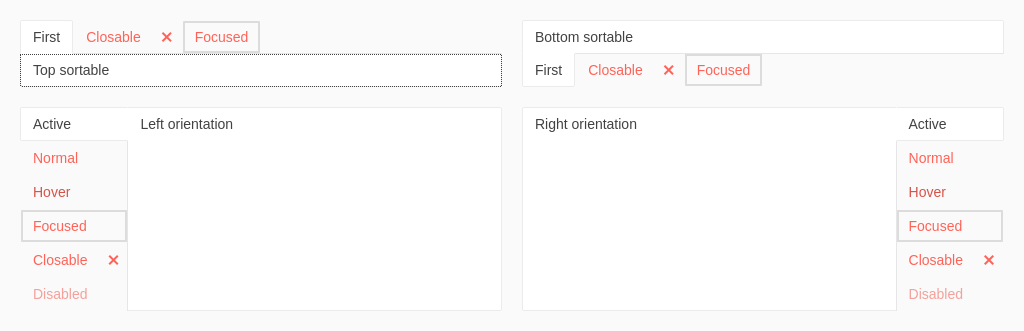 First Closable ✕ Focused
Top sortable
Bottom sortable
First Closable ✕ Focused
Active
Normal
Hover
Focused
Closable ✕
Disabled
Left orientation
Right orientation
Active
Normal
Hover
Focused
Closable ✕
Disabled